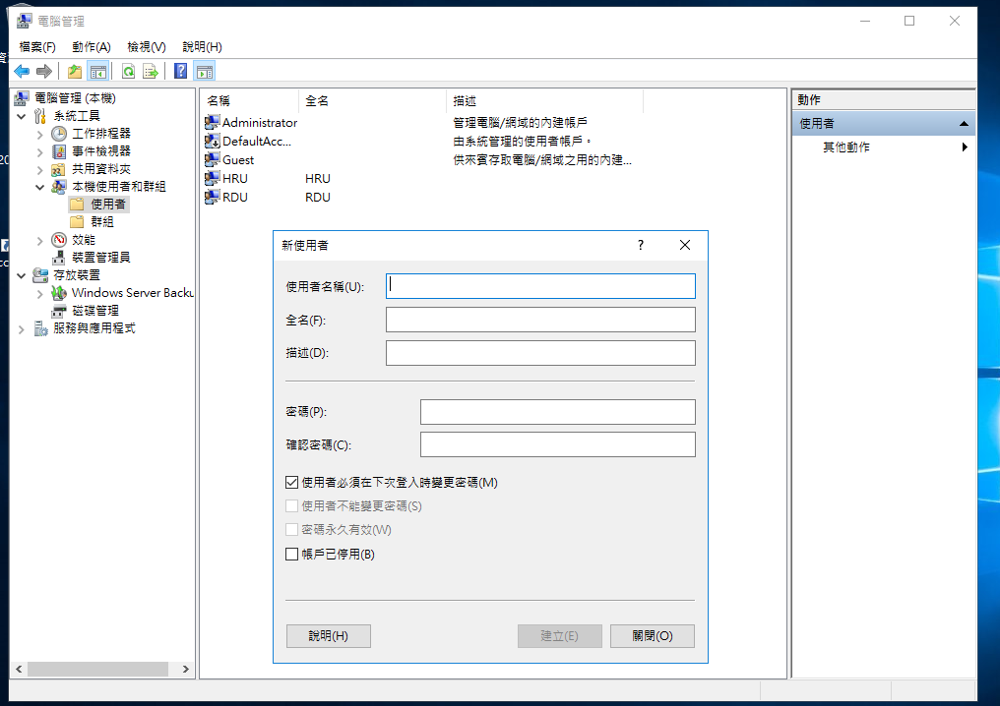 電腦管理
檔案(F) 動作(A) 檢視(V) 說明(H)
電腦管理 (本機)
系統工具
工作排程器
事件檢視器
共用資料夾
本機使用者和群組
使用者
群組
效能
裝置管理員
存放裝置
Windows Server Backu
磁碟管理
服務與應用程式
名稱 全名 描述
Administrator 管理電腦/網域的內建帳戶
DefaultAcc... 由系統管理的使用者帳戶。
Guest 供來賓存取電腦/網域之用的內建...
HRU HRU
RDU RDU
動作
使用者
其他動作
新使用者 ?
使用者名稱(U):
全名(F):
描述(D):
密碼(P):
確認密碼(C):
使用者必須在下次登入時變更密碼(M)
使用者不能變更密碼(S)
密碼永久有效(W)
帳戶已停用(B)
說明(H) 建立(E) 關閉(O)